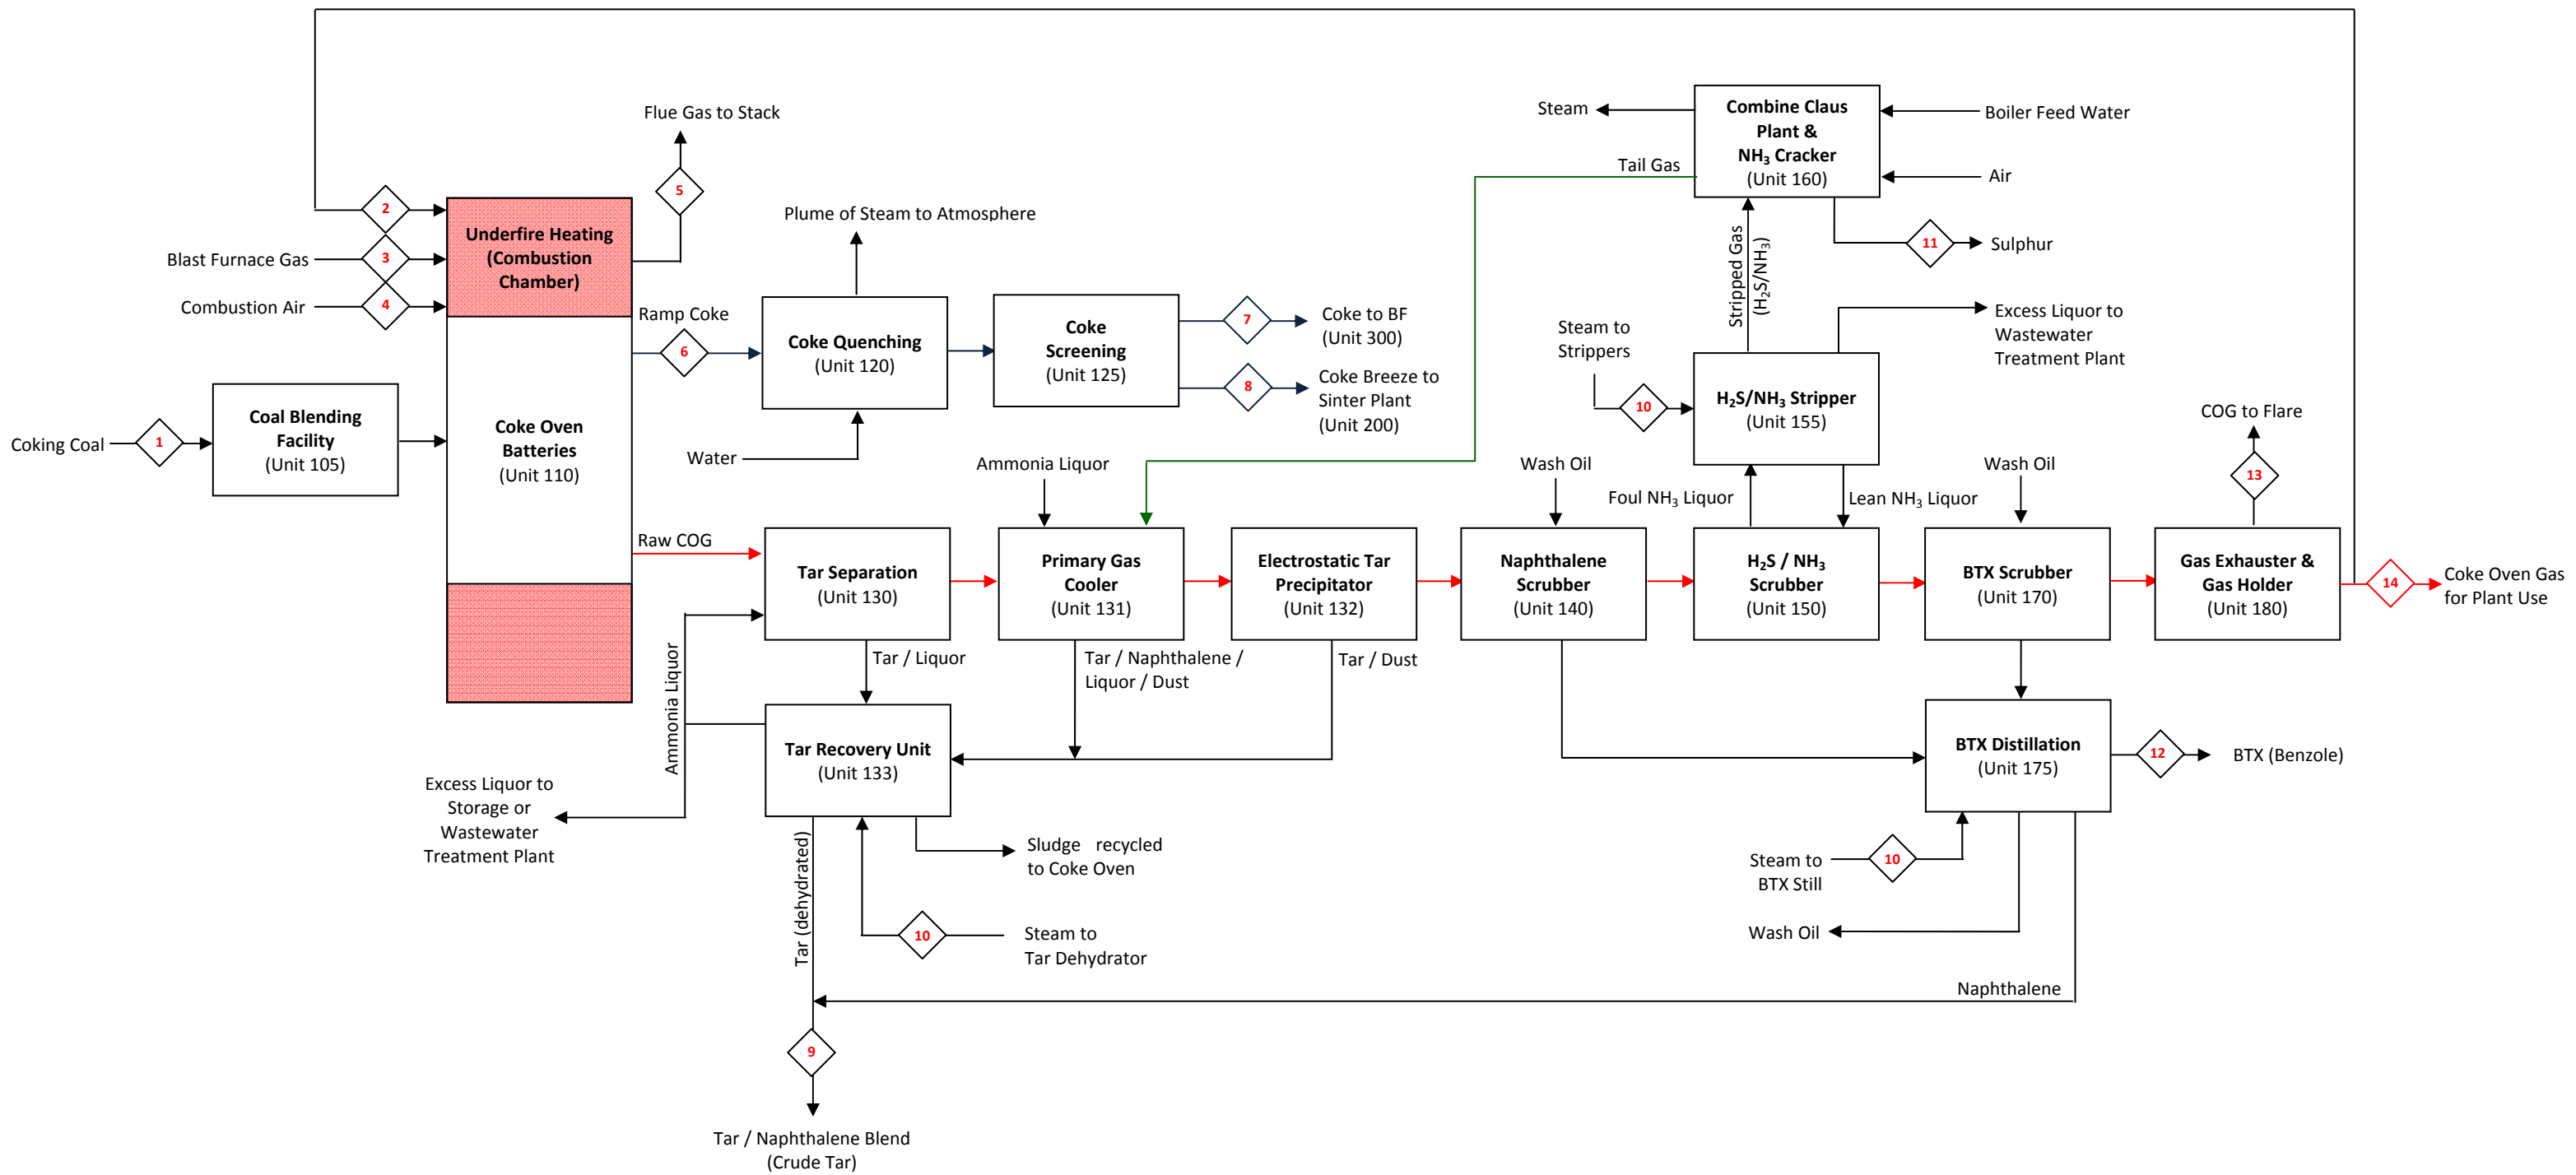 Flue Gas to Stack
5
2
Blast Furnace Gas
3
Combustion Air
4
Underfire Heating
(Combustion
Chamber)
Coking Coal
1
Coal Blending
Facility
(Unit 105)
Coke Oven
Batteries
(Unit 110)
Ramp Coke
6
Plume of Steam to Atmosphere
Coke Quenching
(Unit 120)
Water
Coke
Screening
(Unit 125)
7
Coke to BF
(Unit 300)
8
Coke Breeze to
Sinter Plant
(Unit 200)
Steam
Combine Claus
Plant &
NH₃ Cracker
(Unit 160)
Boiler Feed Water
Air
Tail Gas
11
Sulphur
Stripped Gas
(H₂S/NH₃)
Steam to
Strippers
10
H₂S/NH₃ Stripper
(Unit 155)
Excess Liquor to
Wastewater
Treatment Plant
Foul NH₃ Liquor
Lean NH₃ Liquor
Raw COG
Tar Separation
(Unit 130)
Ammonia Liquor
Primary Gas
Cooler
(Unit 131)
Electrostatic Tar
Precipitator
(Unit 132)
Wash Oil
Naphthalene
Scrubber
(Unit 140)
H₂S / NH₃
Scrubber
(Unit 150)
Wash Oil
BTX Scrubber
(Unit 170)
COG to Flare
13
Gas Exhauster &
Gas Holder
(Unit 180)
14
Coke Oven Gas
for Plant Use
Ammonia Liquor
Tar / Liquor
Tar / Naphthalene /
Liquor / Dust
Tar / Dust
Tar Recovery Unit
(Unit 133)
Excess Liquor to
Storage or
Wastewater
Treatment Plant
Tar (dehydrated)
Sludge recycled
to Coke Oven
10
Steam to
Tar Dehydrator
BTX Distillation
(Unit 175)
12
BTX (Benzole)
Steam to
BTX Still
10
Wash Oil
Naphthalene
9
Tar / Naphthalene Blend
(Crude Tar)